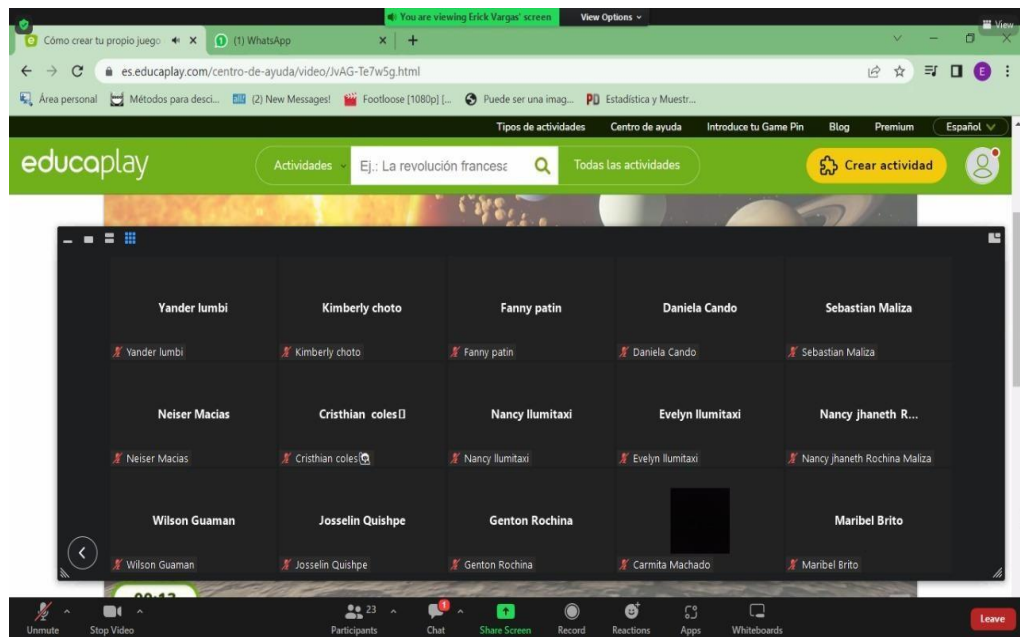 You are viewing Erick Vargas' screen View Options
View
Cómo crear tu propio juego (1) WhatsApp
es.educaplay.com/centro-de-ayuda/video/JvAG-Te7w5g.html
Área personal Métodos para desci... (2) New Messages! Footloose [1080p] [... Puede ser una imag... PD Estadística y Muestr...
Tipos de actividades Centro de ayuda Introduce tu Game Pin Blog Premium Español
educaplay Actividades Ej.: La revolución francesa Todas las actividades Crear actividad
Yander lumbi Kimberly choto Fanny patin Daniela Cando Sebastian Maliza
Yander lumbi Kimberly choto Fanny patin Daniela Cando Sebastian Maliza
Neiser Macias Cristhian coles Nancy llumitaxi Evelyn llumitaxi Nancy jhaneth R...
Neiser Macias Cristhian coles Nancy llumitaxi Evelyn llumitaxi Nancy jhaneth Rochina Maliza
Wilson Guaman Josselin Quishpe Genton Rochina Maribel Brito
Wilson Guaman Josselin Quishpe Genton Rochina Carmita Machado Maribel Brito
23 1
Unmute Stop Video Participants Chat Share Screen Record Reactions Apps Whiteboards Leave